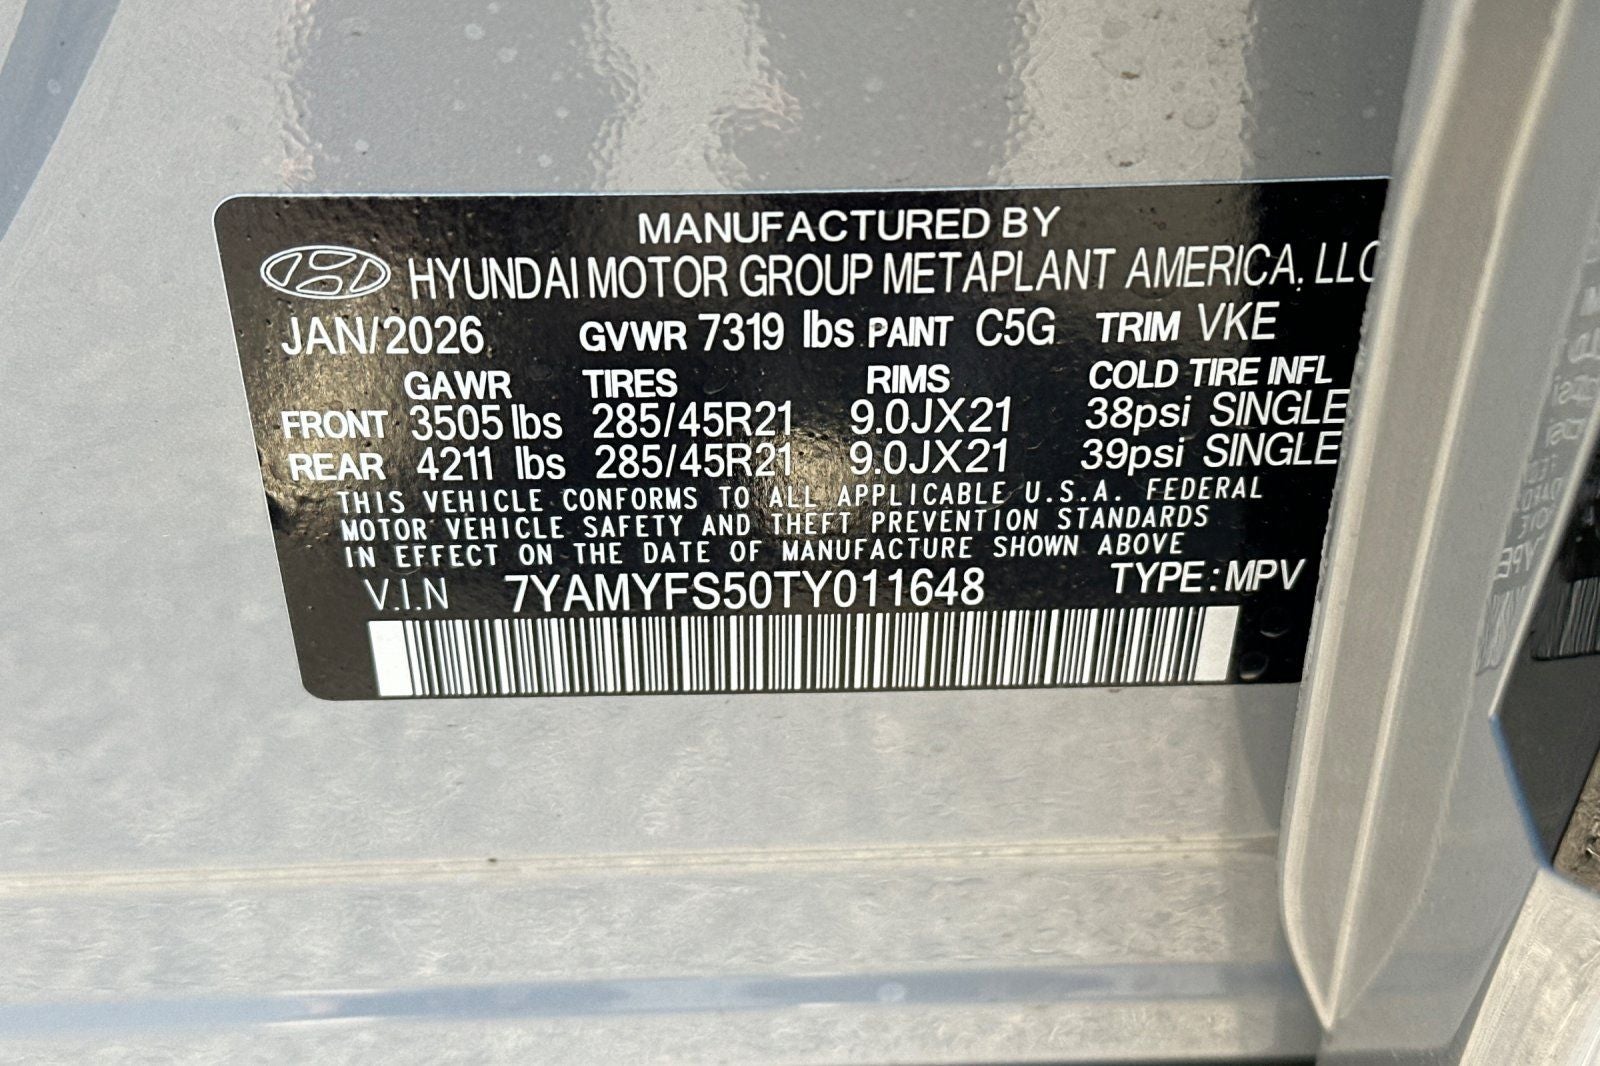 MANUFACTURED BY
HYUNDAI MOTOR GROUP METAPLANT AMERICA, LLC
JAN/2026 GVWR 7319 lbs PAINT C5G TRIM VKE
GAWR TIRES RIMS COLD TIRE INFL
FRONT 3505 lbs 285/45R21 9.0JX21 38psi SINGLE
REAR 4211 lbs 285/45R21 9.0JX21 39psi SINGLE
THIS VEHICLE CONFORMS TO ALL APPLICABLE U.S.A. FEDERAL
MOTOR VEHICLE SAFETY AND THEFT PREVENTION STANDARDS
IN EFFECT ON THE DATE OF MANUFACTURE SHOWN ABOVE
V.I.N 7YAMYFS50TY011648 TYPE: MPV